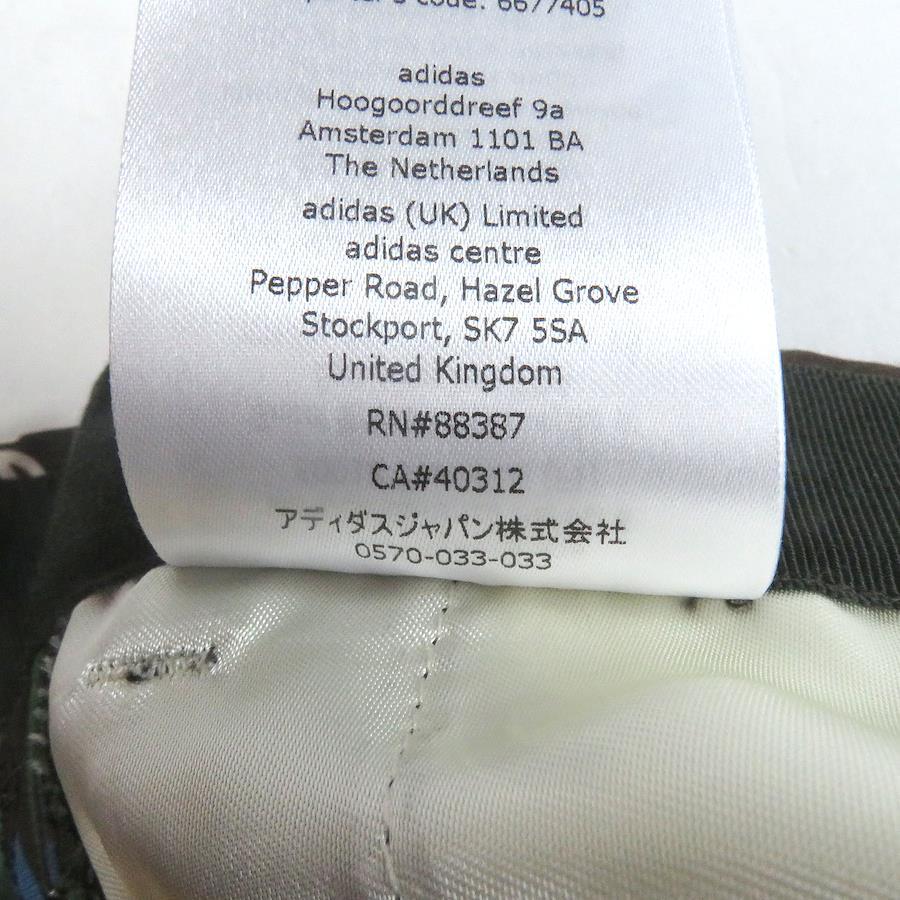 code: 6677405
adidas
Hoogoorddreef 9a
Amsterdam 1101 BA
The Netherlands
adidas (UK) Limited
adidas centre
Pepper Road, Hazel Grove
Stockport, SK7 5SA
United Kingdom
RN#88387
CA#40312
アディダスジャパン株式会社
0570-033-033